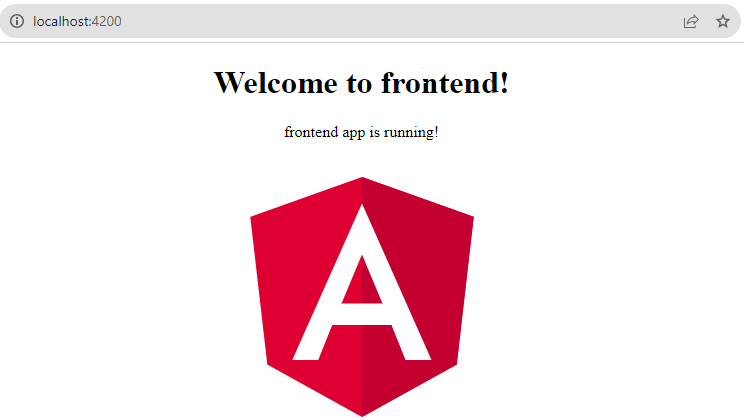 localhost:4200
Welcome to frontend!
frontend app is running!
A